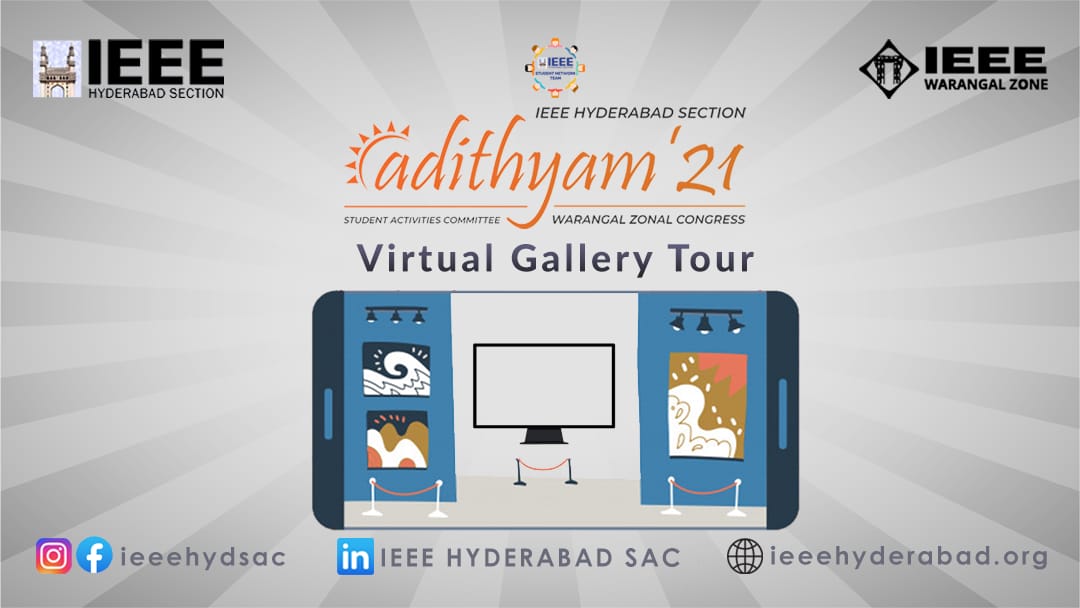 IEEE
HYDERABAD SECTION
IEEE
STUDENT NETWORK
TEAM
IEEE
WARANGAL ZONE
IEEE HYDERABAD SECTION
adithyam'21
STUDENT ACTIVITIES COMMITTEE
WARANGAL ZONAL CONGRESS
Virtual Gallery Tour
ieeehydsac
in
IEEE HYDERABAD SAC
ieeehyderabad.org